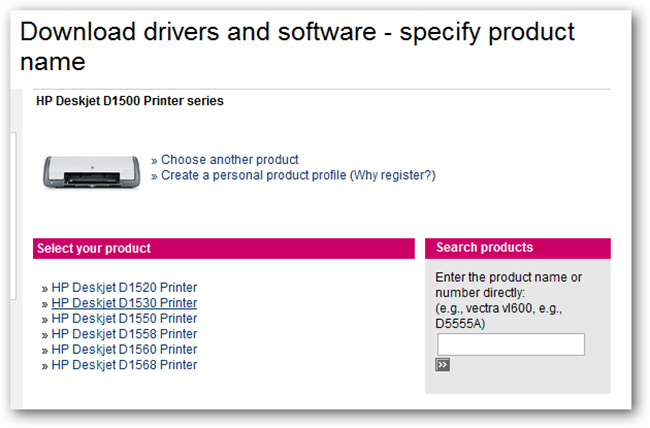 Download drivers and software - specify product
name
HP Deskjet D1500 Printer series
» Choose another product
» Create a personal product profile (Why register?)
Select your product
» HP Deskjet D1520 Printer
» HP Deskjet D1530 Printer
» HP Deskjet D1550 Printer
» HP Deskjet D1558 Printer
» HP Deskjet D1560 Printer
» HP Deskjet D1568 Printer
Search products
Enter the product name or
number directly:
(e.g., vectra vl600, e.g.,
D5555A)
»